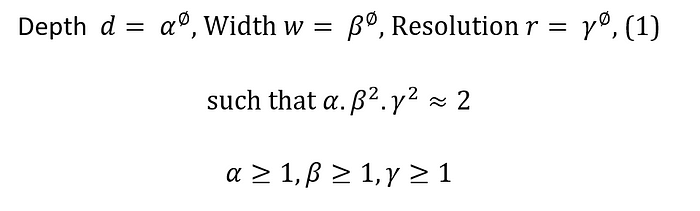 Depth d = α^∅, Width w = β^∅, Resolution r = γ^∅, (1)
such that α.β².γ² ≈ 2
α ≥ 1, β ≥ 1, γ ≥ 1